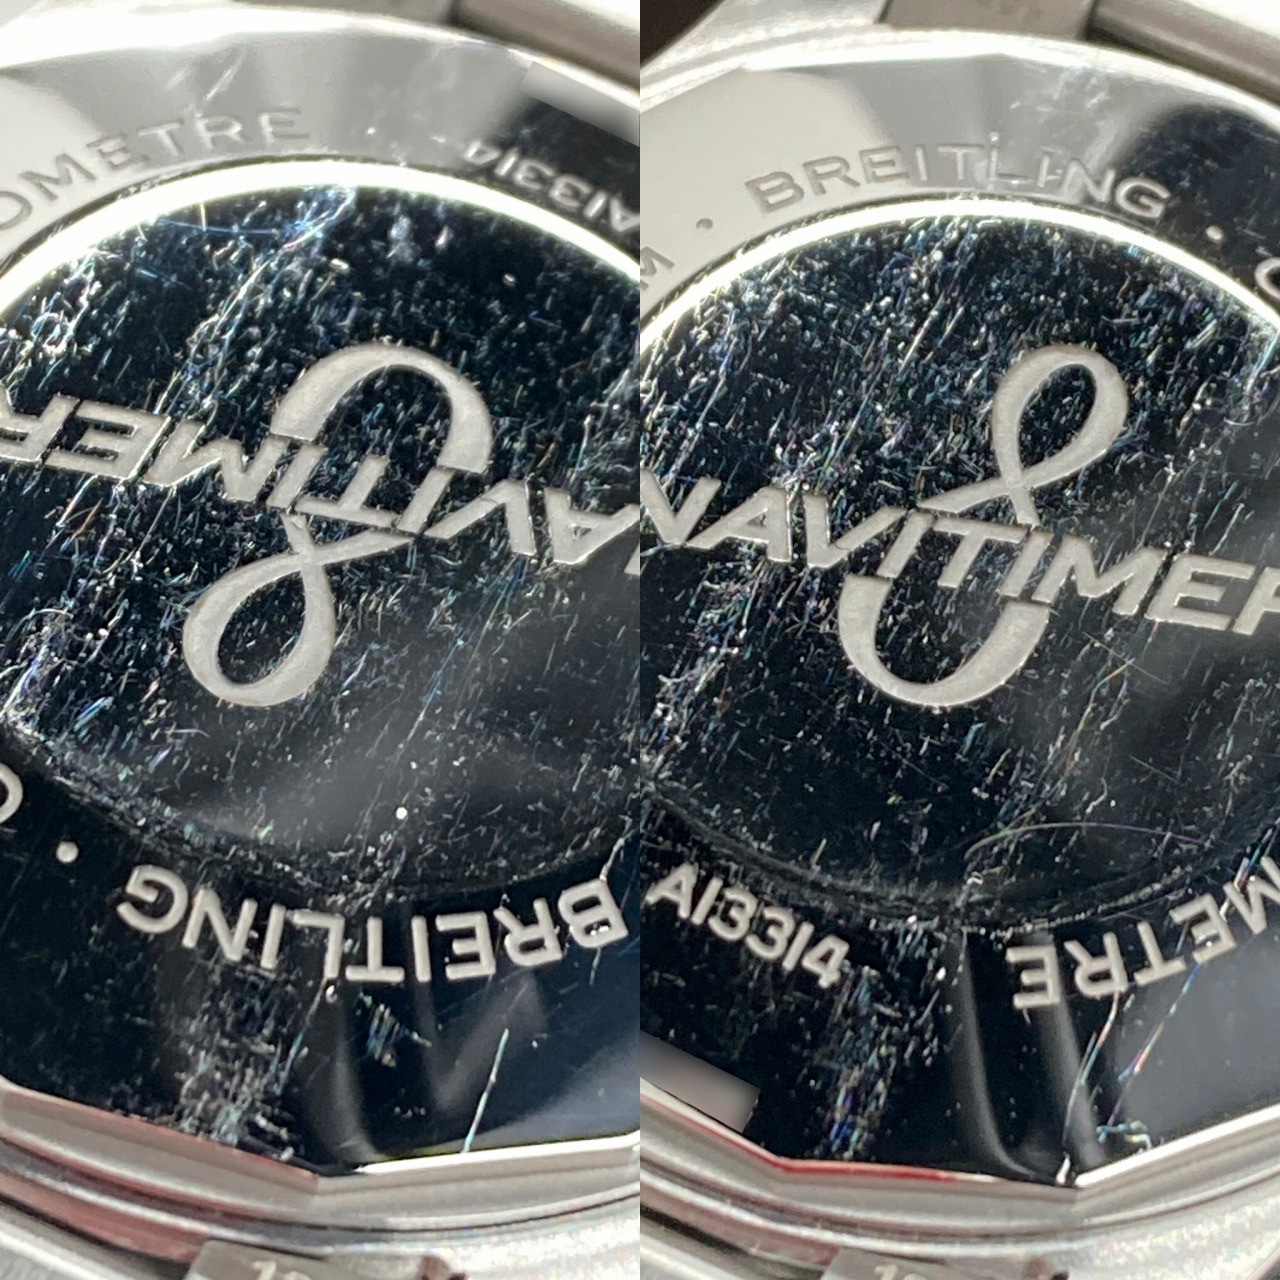 OMETRE
A13314
NAVITIMER
BREITLING
BREITLING
NAVITIMER
A13314
METRE